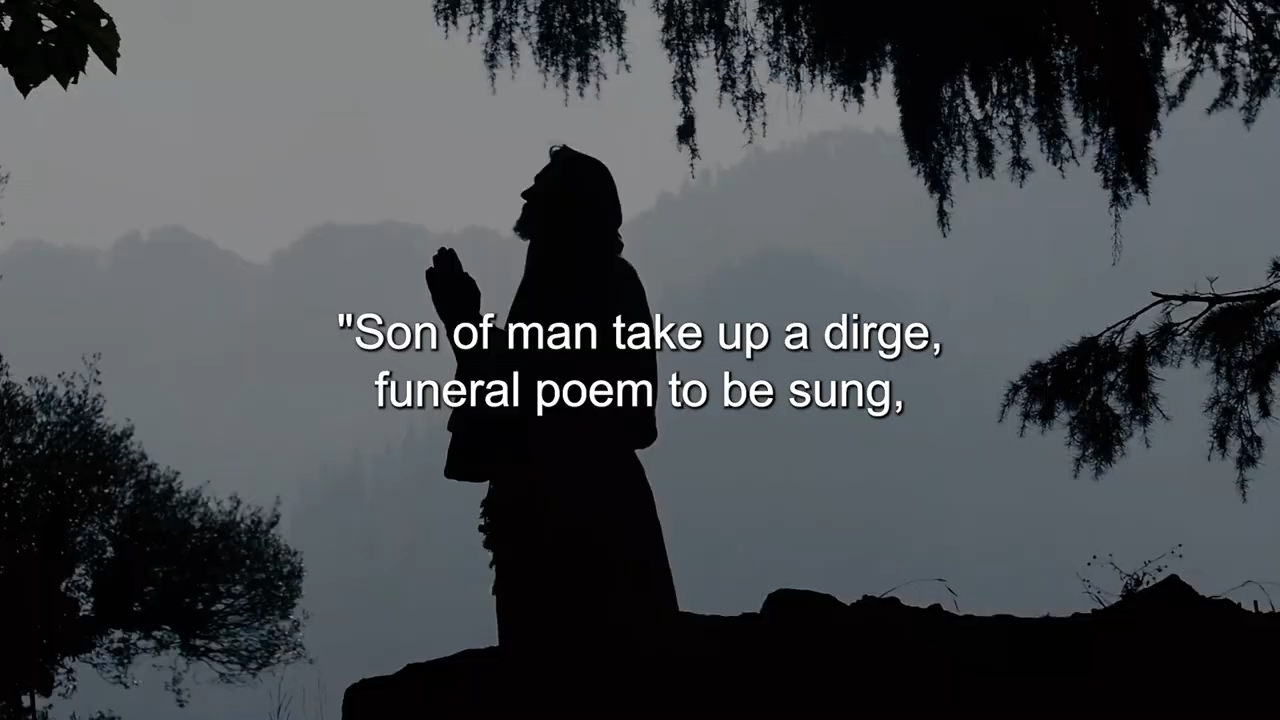 "Son of man take up a dirge,
funeral poem to be sung,